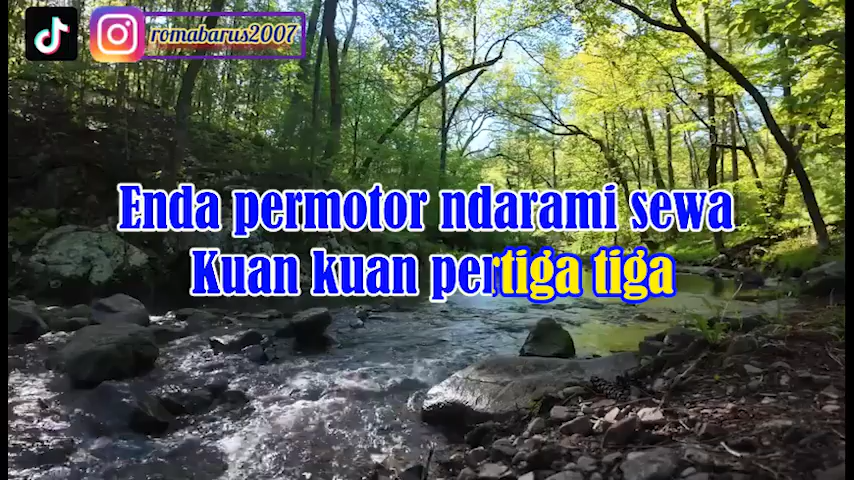 romabarus2007
Enda permotor ndarami sewa
Kuan kuan pertiga tiga